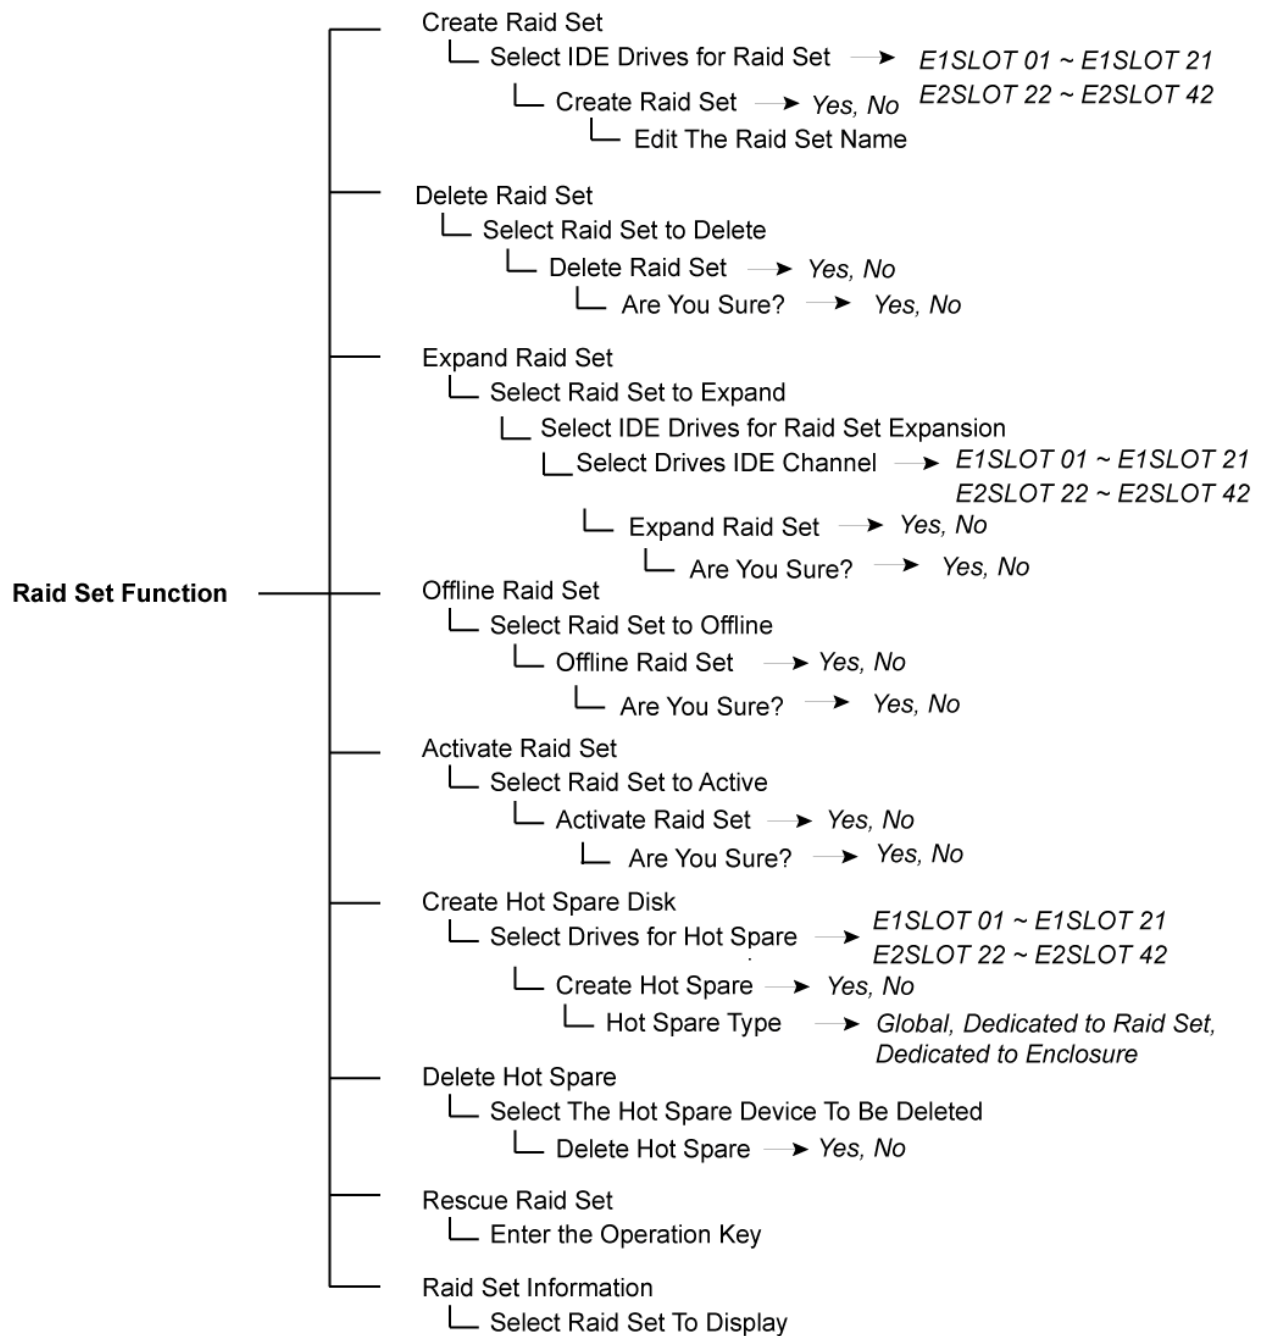 Create Raid Set
Select IDE Drives for Raid Set
E1SLOT 01 ~ E1SLOT 21
E2SLOT 22 ~ E2SLOT 42
Create Raid Set
Yes, No
Edit The Raid Set Name
Delete Raid Set
Select Raid Set to Delete
Delete Raid Set
Yes, No
Are You Sure?
Yes, No
Expand Raid Set
Select Raid Set to Expand
Select IDE Drives for Raid Set Expansion
Select Drives IDE Channel
E1SLOT 01 ~ E1SLOT 21
E2SLOT 22 ~ E2SLOT 42
Expand Raid Set
Yes, No
Are You Sure?
Yes, No
Raid Set Function
Offline Raid Set
Select Raid Set to Offline
Offline Raid Set
Yes, No
Are You Sure?
Yes, No
Activate Raid Set
Select Raid Set to Active
Activate Raid Set
Yes, No
Are You Sure?
Yes, No
Create Hot Spare Disk
Select Drives for Hot Spare
E1SLOT 01 ~ E1SLOT 21
E2SLOT 22 ~ E2SLOT 42
Create Hot Spare
Yes, No
Hot Spare Type
Global, Dedicated to Raid Set,
Dedicated to Enclosure
Delete Hot Spare
Select The Hot Spare Device To Be Deleted
Delete Hot Spare
Yes, No
Rescue Raid Set
Enter the Operation Key
Raid Set Information
Select Raid Set To Display